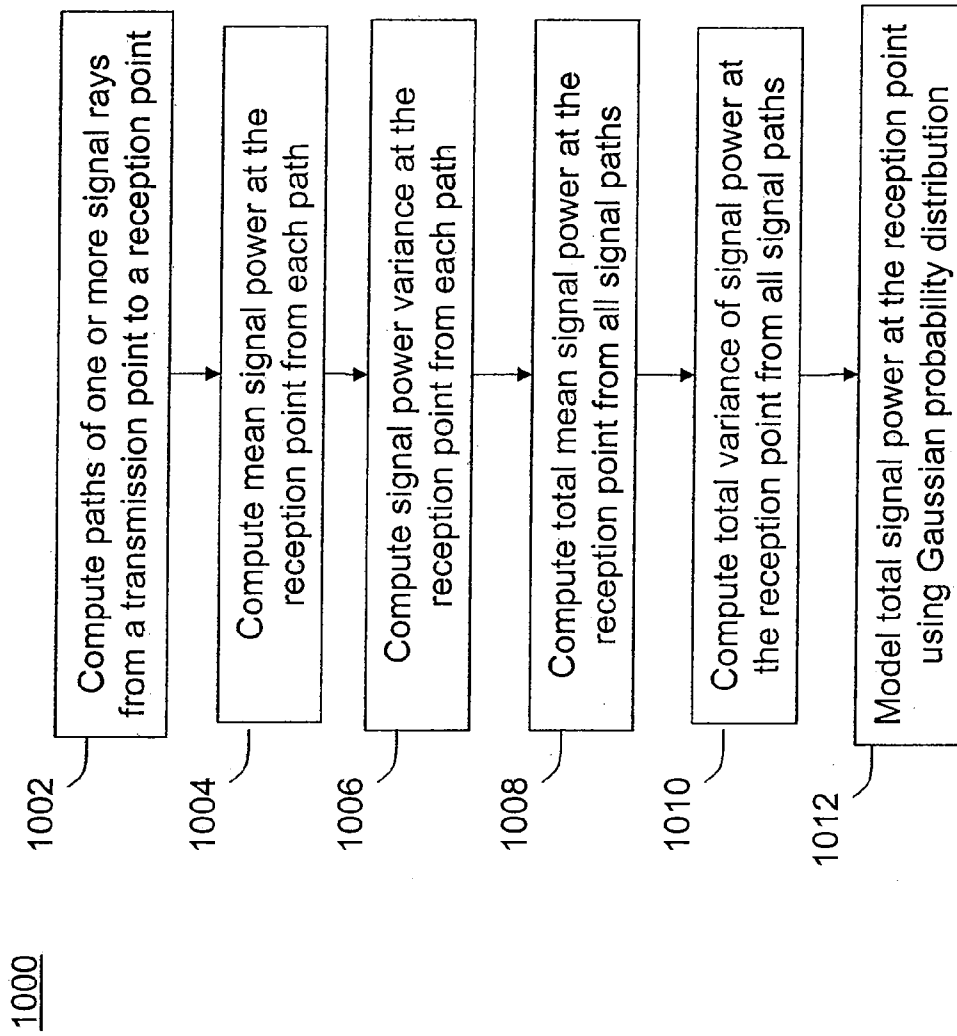 1000
1002
Compute paths of one or more signal rays
from a transmission point to a reception point
1004
Compute mean signal power at the
reception point from each path
1006
Compute signal power variance at the
reception point from each path
1008
Compute total mean signal power at the
reception point from all signal paths
1010
Compute total variance of signal power at
the reception point from all signal paths
1012
Model total signal power at the reception point
using Gaussian probability distribution